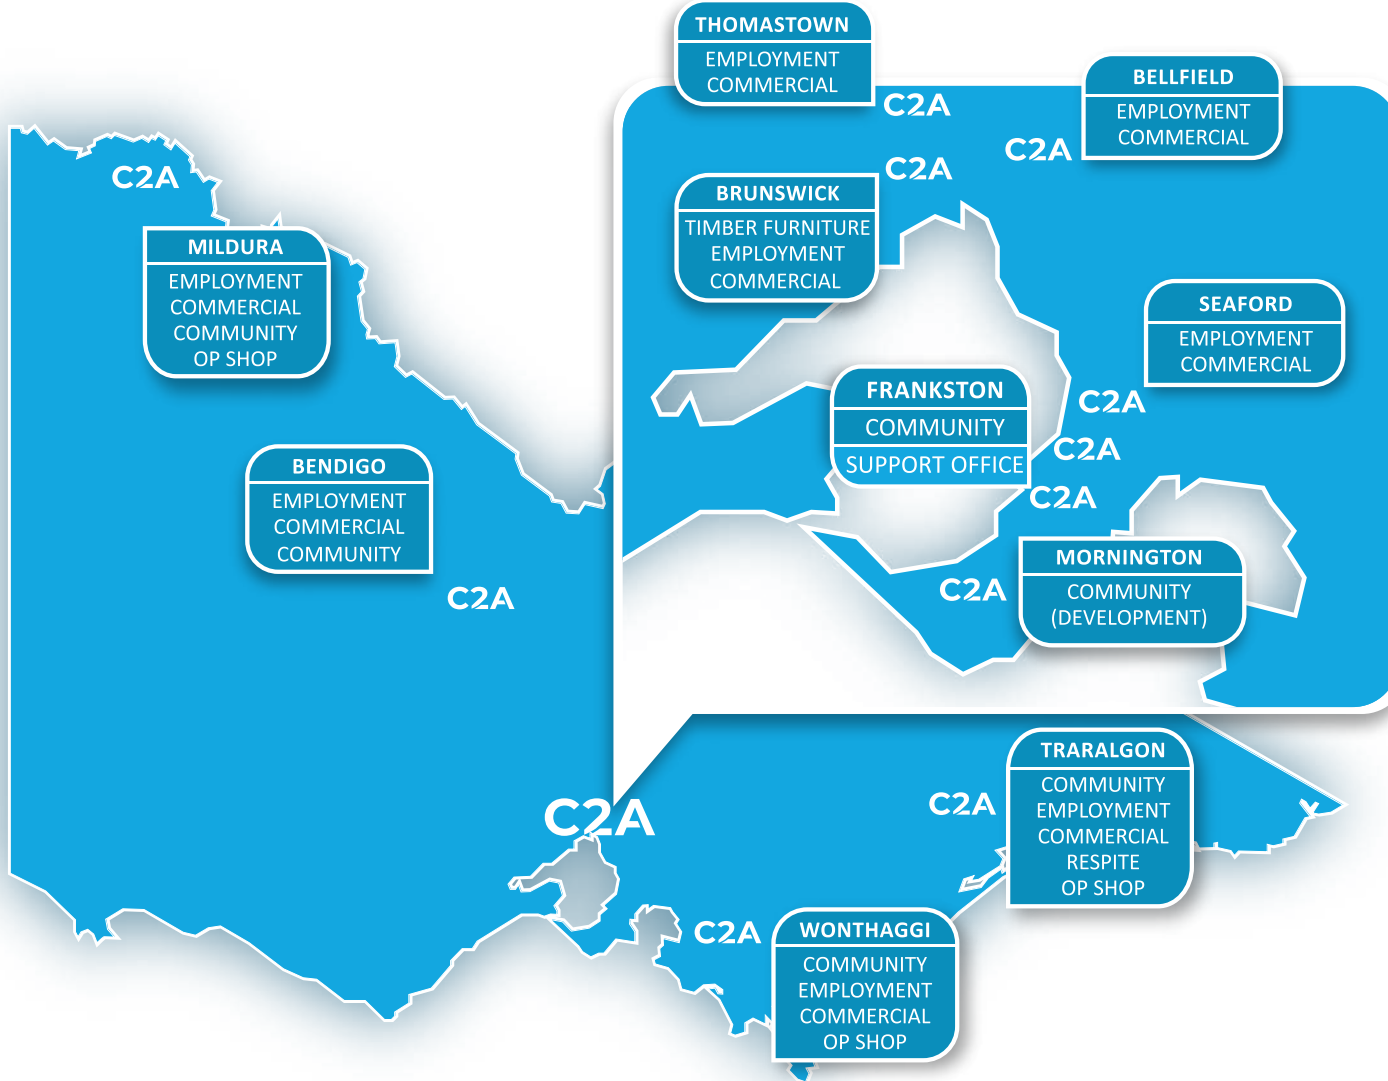 THOMASTOWN
EMPLOYMENT
COMMERCIAL
C2A
BELLFIELD
EMPLOYMENT
COMMERCIAL
C2A
C2A
BRUNSWICK
TIMBER FURNITURE
EMPLOYMENT
COMMERCIAL
C2A
MILDURA
EMPLOYMENT
COMMERCIAL
COMMUNITY
OP SHOP
SEAFORD
EMPLOYMENT
COMMERCIAL
C2A
FRANKSTON
COMMUNITY
SUPPORT OFFICE
C2A
C2A
BENDIGO
EMPLOYMENT
COMMERCIAL
COMMUNITY
C2A
MORNINGTON
COMMUNITY
(DEVELOPMENT)
C2A
TRARALGON
COMMUNITY
EMPLOYMENT
COMMERCIAL
RESPITE
OP SHOP
C2A
C2A
C2A
WONTHAGGI
COMMUNITY
EMPLOYMENT
COMMERCIAL
OP SHOP